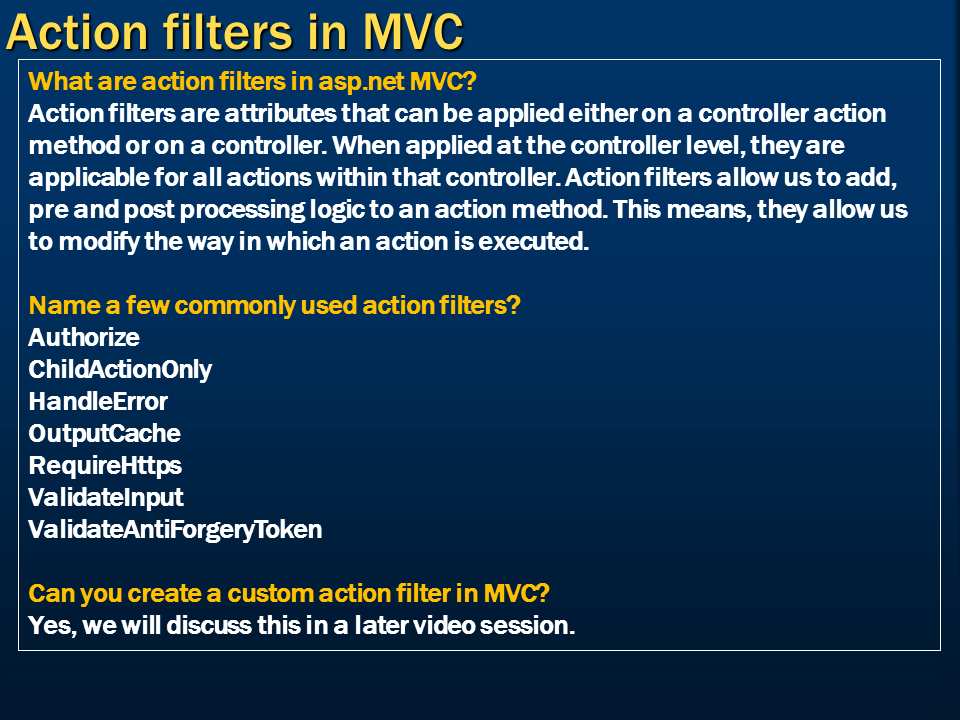 Action filters in MVC
What are action filters in asp.net MVC?
Action filters are attributes that can be applied either on a controller action
method or on a controller. When applied at the controller level, they are
applicable for all actions within that controller. Action filters allow us to add,
pre and post processing logic to an action method. This means, they allow us
to modify the way in which an action is executed.
Name a few commonly used action filters?
Authorize
ChildActionOnly
HandleError
OutputCache
RequireHttps
ValidateInput
ValidateAntiForgeryToken
Can you create a custom action filter in MVC?
Yes, we will discuss this in a later video session.